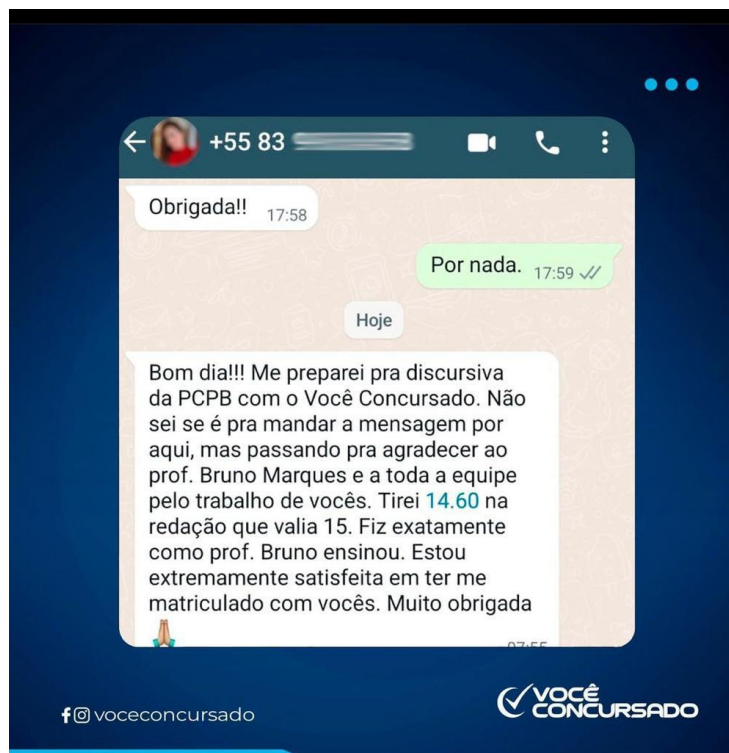 +55 83
Obrigada!! 17:58
Por nada. 17:59
Hoje
Bom dia!!! Me preparei pra discursiva
da PCPB com o Você Concursado. Não
sei se é pra mandar a mensagem por
aqui, mas passando pra agradecer ao
prof. Bruno Marques e a toda a equipe
pelo trabalho de vocês. Tirei 14.60 na
redação que valia 15. Fiz exatamente
como prof. Bruno ensinou. Estou
extremamente satisfeita em ter me
matriculado com vocês. Muito obrigada
voceconcursado
VOCÊ
CONCURSADO